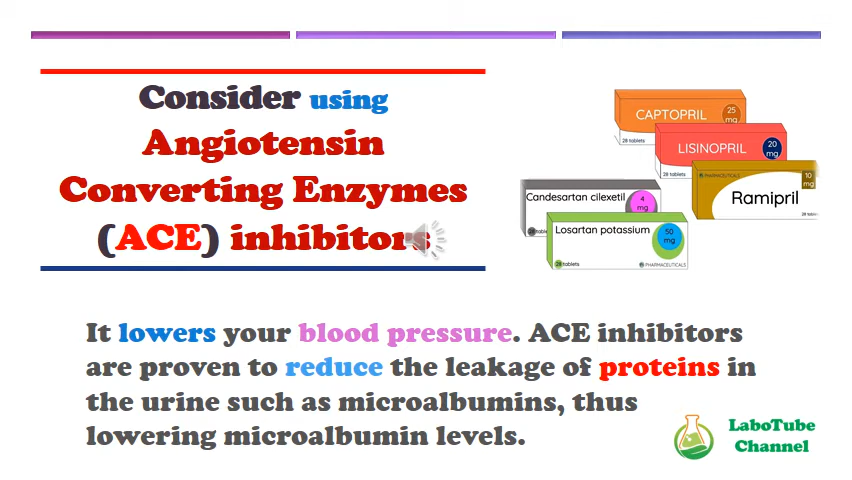 Consider using
Angiotensin
Converting Enzymes
(ACE) inhibitors
CAPTOPRIL
25
mg
28 tablets
LISINOPRIL
20
mg
28 tablets
PHARMACEUTICALS
10
mg
Ramipril
28
Candesartan cilexetil
4
mg
28
Losartan potassium
50
mg
28 tablets
PHARMACEUTICALS
It lowers your blood pressure. ACE inhibitors
are proven to reduce the leakage of proteins in
the urine such as microalbumins, thus
lowering microalbumin levels.
LaboTube
Channel